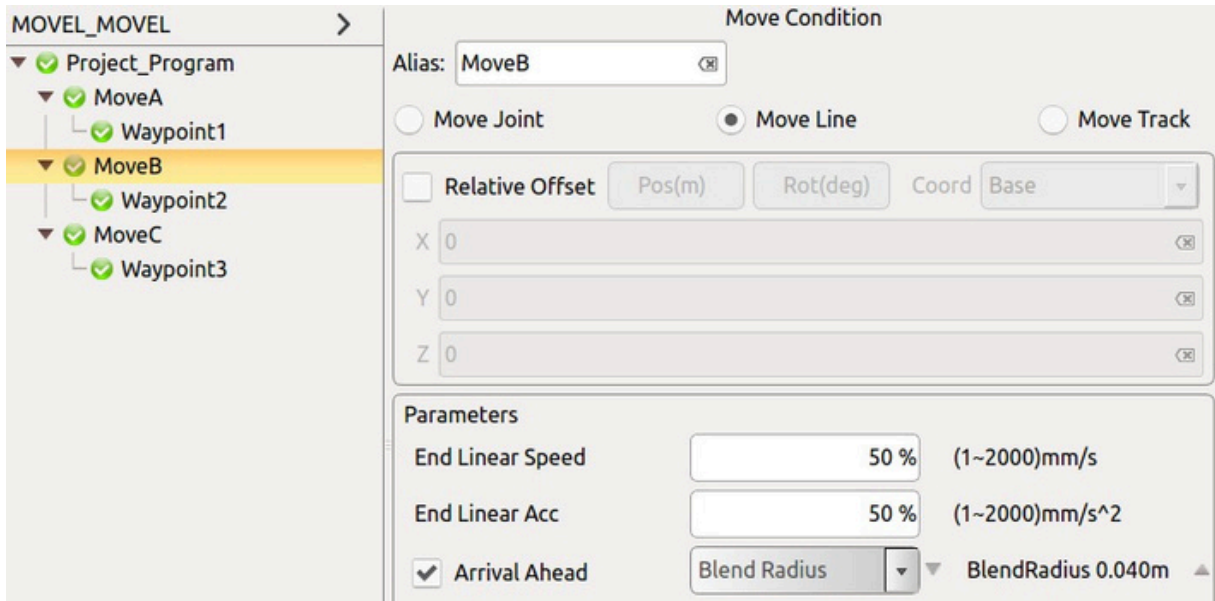 MOVEL_MOVEL
Project_Program
MoveA
Waypoint1
MoveB
Waypoint2
MoveC
Waypoint3
Move Condition
Alias: MoveB
Move Joint Move Line Move Track
Relative Offset Pos(m) Rot(deg) Coord Base
X 0
Y 0
Z 0
Parameters
End Linear Speed 50 % (1~2000)mm/s
End Linear Acc 50 % (1~2000)mm/s^2
Arrival Ahead Blend Radius BlendRadius 0.040m